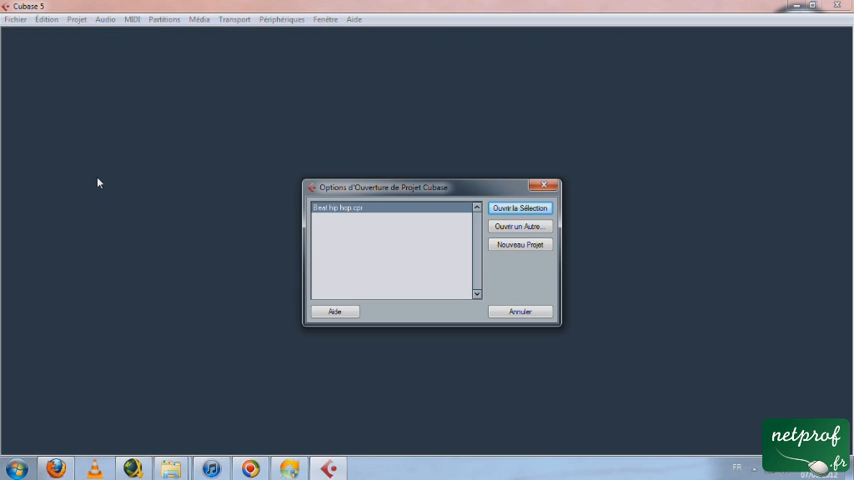 Cubase 5
Fichier Édition Projet Audio MIDI Partitions Média Transport Périphériques Fenêtre Aide
Options d'Ouverture de Projet Cubase
Beat hip hop.cpr
Ouvrir la Sélection
Ouvrir un Autre...
Nouveau Projet
Aide
Annuler
netprof
.fr
FR